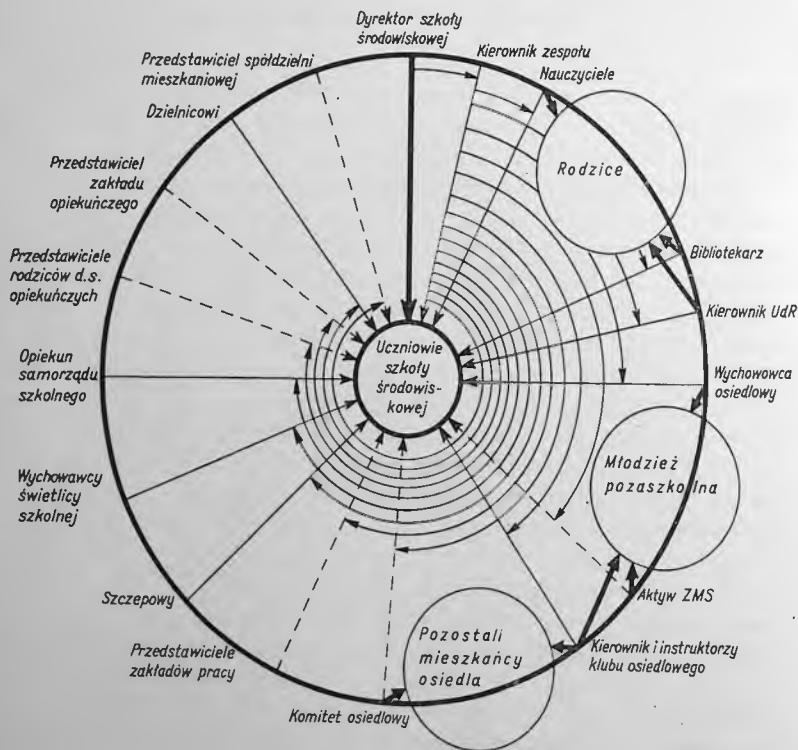 Dyrektor szkoły
środowiskowej
Kierownik zespołu
Nauczyciele
Rodzice
Bibliotekarz
Kierownik UdR
Wychowowca
osiedlowy
Młodzież
pozaszkolna
Aktyw ZMS
Kierownik i instruktorzy
klubu osiedlowego
Pozostali
mieszkańcy
osiedla
Komitet osiedlowy
Przedstawiciele
zakładów pracy
Szczepowy
Wychowawcy
świetlicy
szkolnej
Opiekun
samorządu
szkolnego
Przedstawiciele
rodziców d.s.
opiekuńczych
Przedstawiciel
zakładu
opiekuńczego
Dzielnicowi
Przedstawiciel spółdzielni
mieszkaniowej
Uczniowie
szkoły
środowis-
kowej